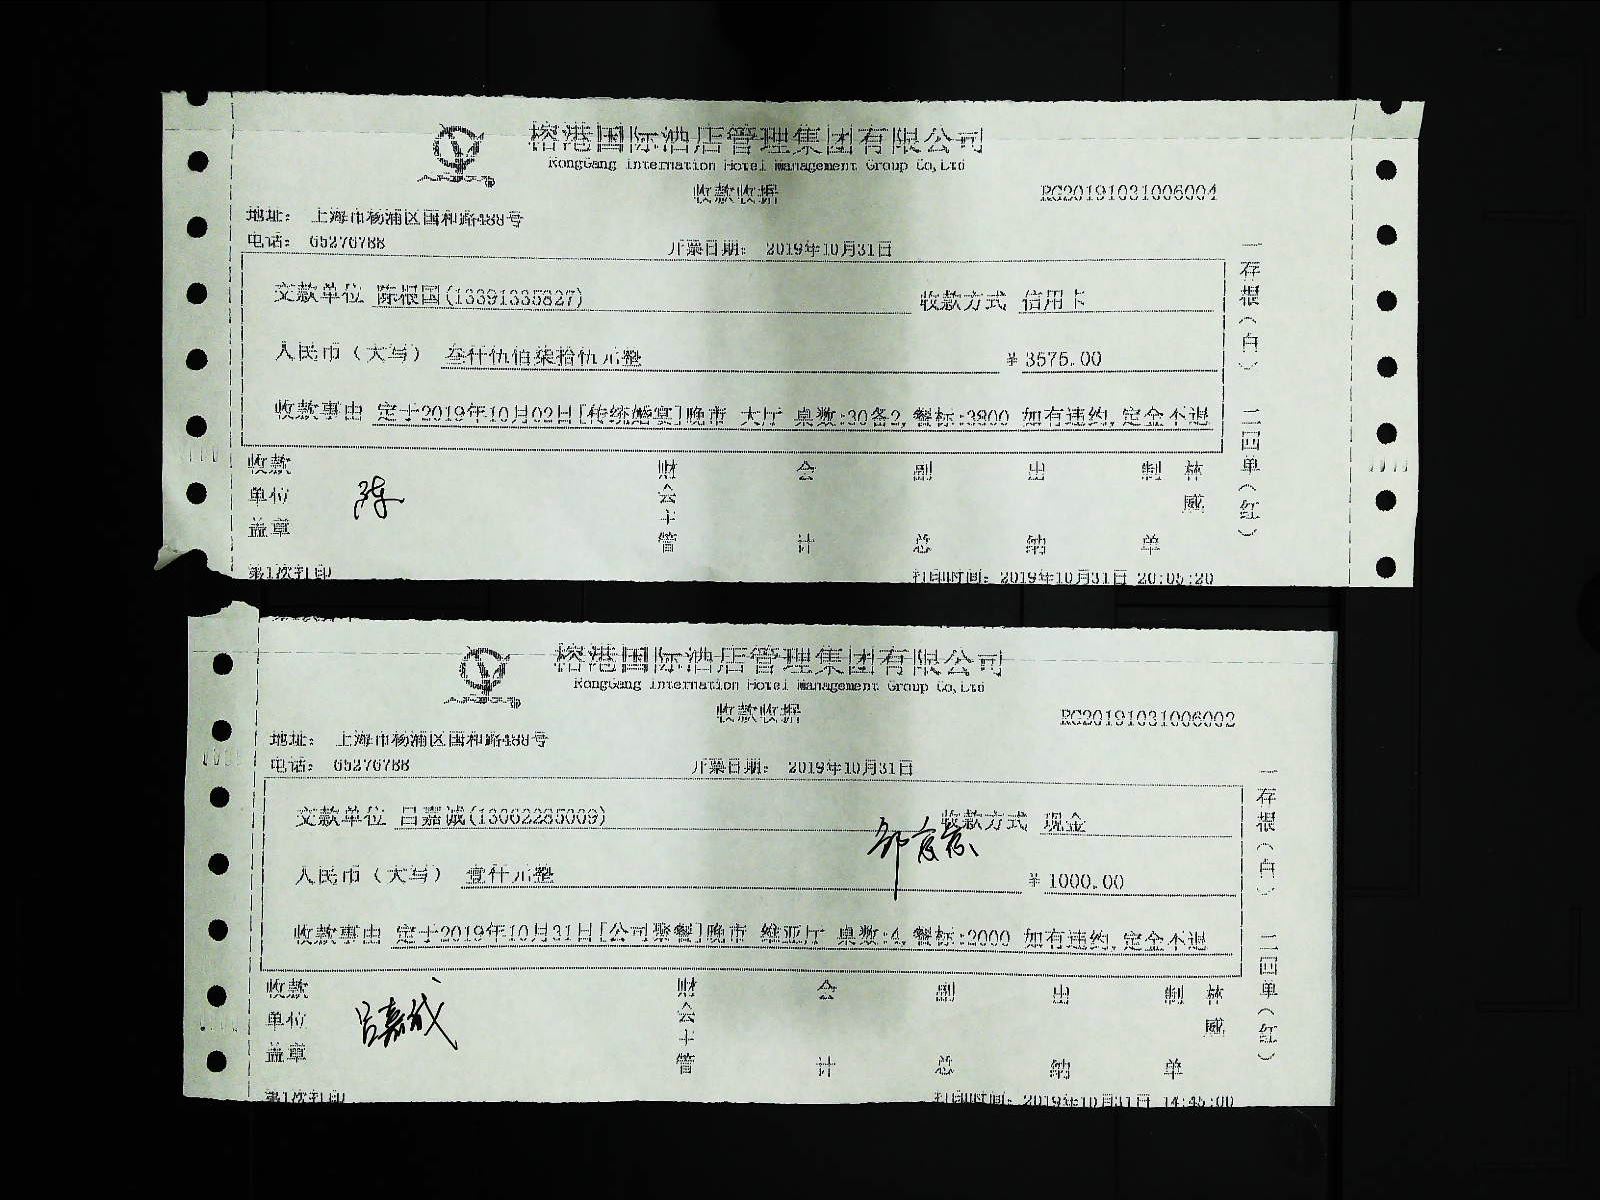 榕港国际酒店管理集团有限公司
RongGang Internation Hotel Management Group Co,Ltd
收款收据
RG20191031006004
地址： 上海市杨浦区国和路488号
电话： 65276788
开票日期： 2019年10月31日
交款单位 陈根国(13391335827) 收款方式 信用卡
人民币（大写） 叁仟伍佰柒拾伍元整 ¥ 3575.00
收款事由 定于2019年10月02日[传统婚宴]晚市 大厅 桌数:30备2,餐标:3800 如有违约,定金不退
一存根（白） 二回单（红）
收款单位盖章 陈 财会主管 会计 副总 出纳 制单 林威
第1次打印 打印时间：2019年10月31日 20:05:20
榕港国际酒店管理集团有限公司
RongGang Internation Hotel Management Group Co,Ltd
收款收据
RG20191031006002
地址： 上海市杨浦区国和路488号
电话： 65276788
开票日期： 2019年10月31日
交款单位 吕嘉诚(13062285009) 收款方式 现金
人民币（大写） 壹仟元整 ¥ 1000.00
收款事由 定于2019年10月31日[公司聚餐]晚市 维亚厅 桌数:4,餐标:2000 如有违约,定金不退
一存根（白） 二回单（红）
收款单位盖章 吕嘉诚 财会主管 会计 副总 出纳 制单 林威
第1次打印 打印时间：2019年10月31日 14:45:00